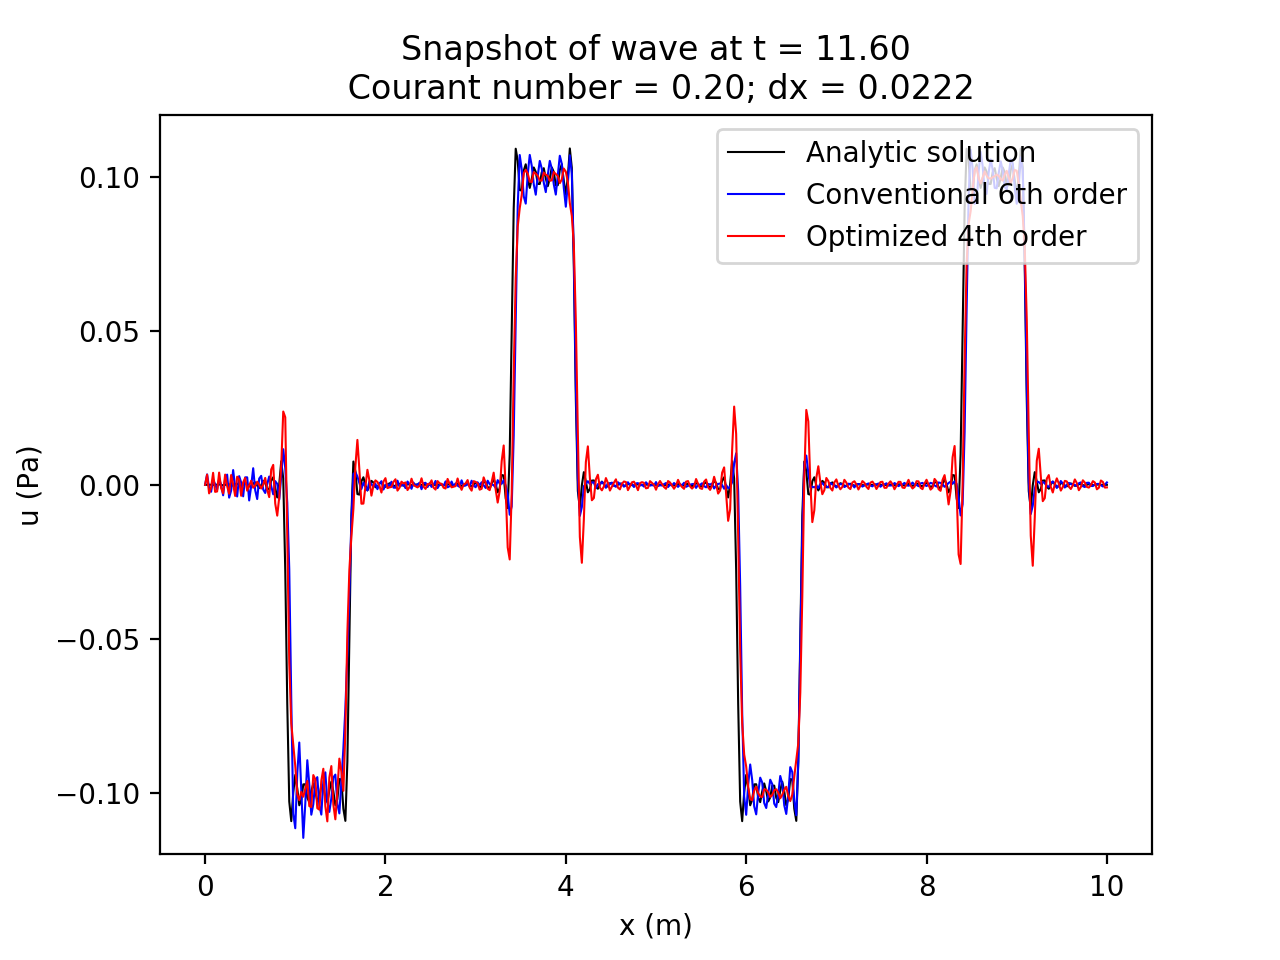 Snapshot of wave at t = 11.60
Courant number = 0.20; dx = 0.0222
Analytic solution
Conventional 6th order
Optimized 4th order
0.10
0.05
0.00
−0.05
−0.10
u (Pa)
0 2 4 6 8 10
x (m)